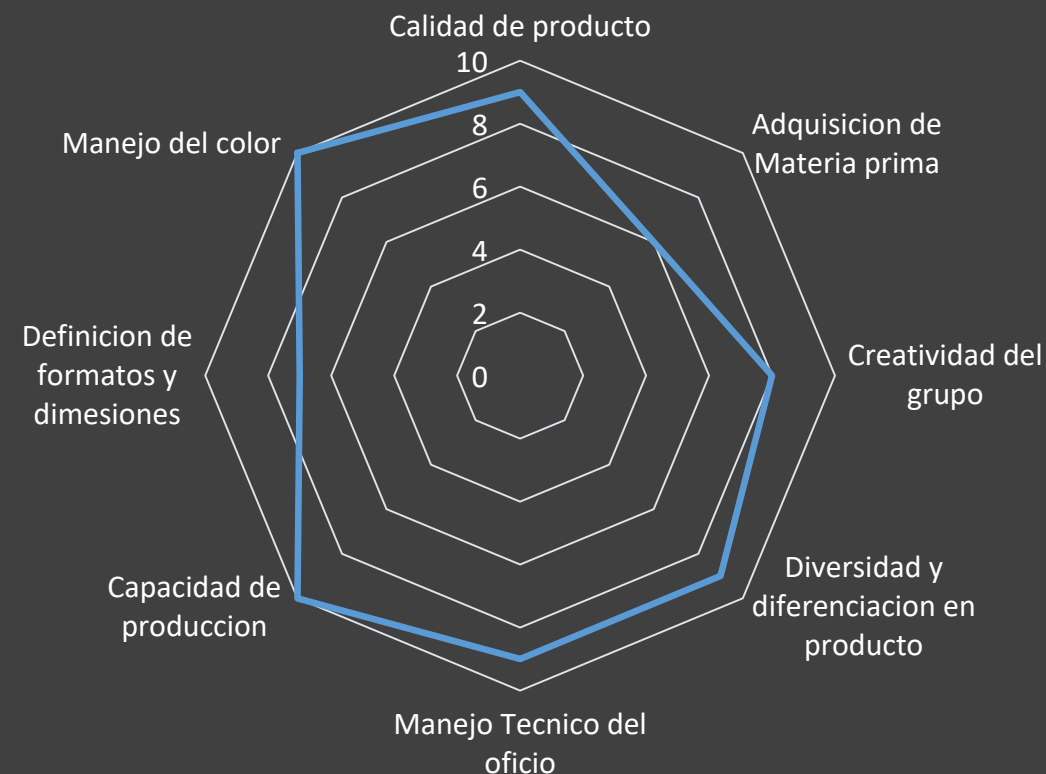 Calidad de producto
Adquisicion de
Materia prima
Creatividad del
grupo
Diversidad y
diferenciacion en
producto
Manejo Tecnico del
oficio
Capacidad de
produccion
Definicion de
formatos y
dimesiones
Manejo del color
10
8
6
4
2
0